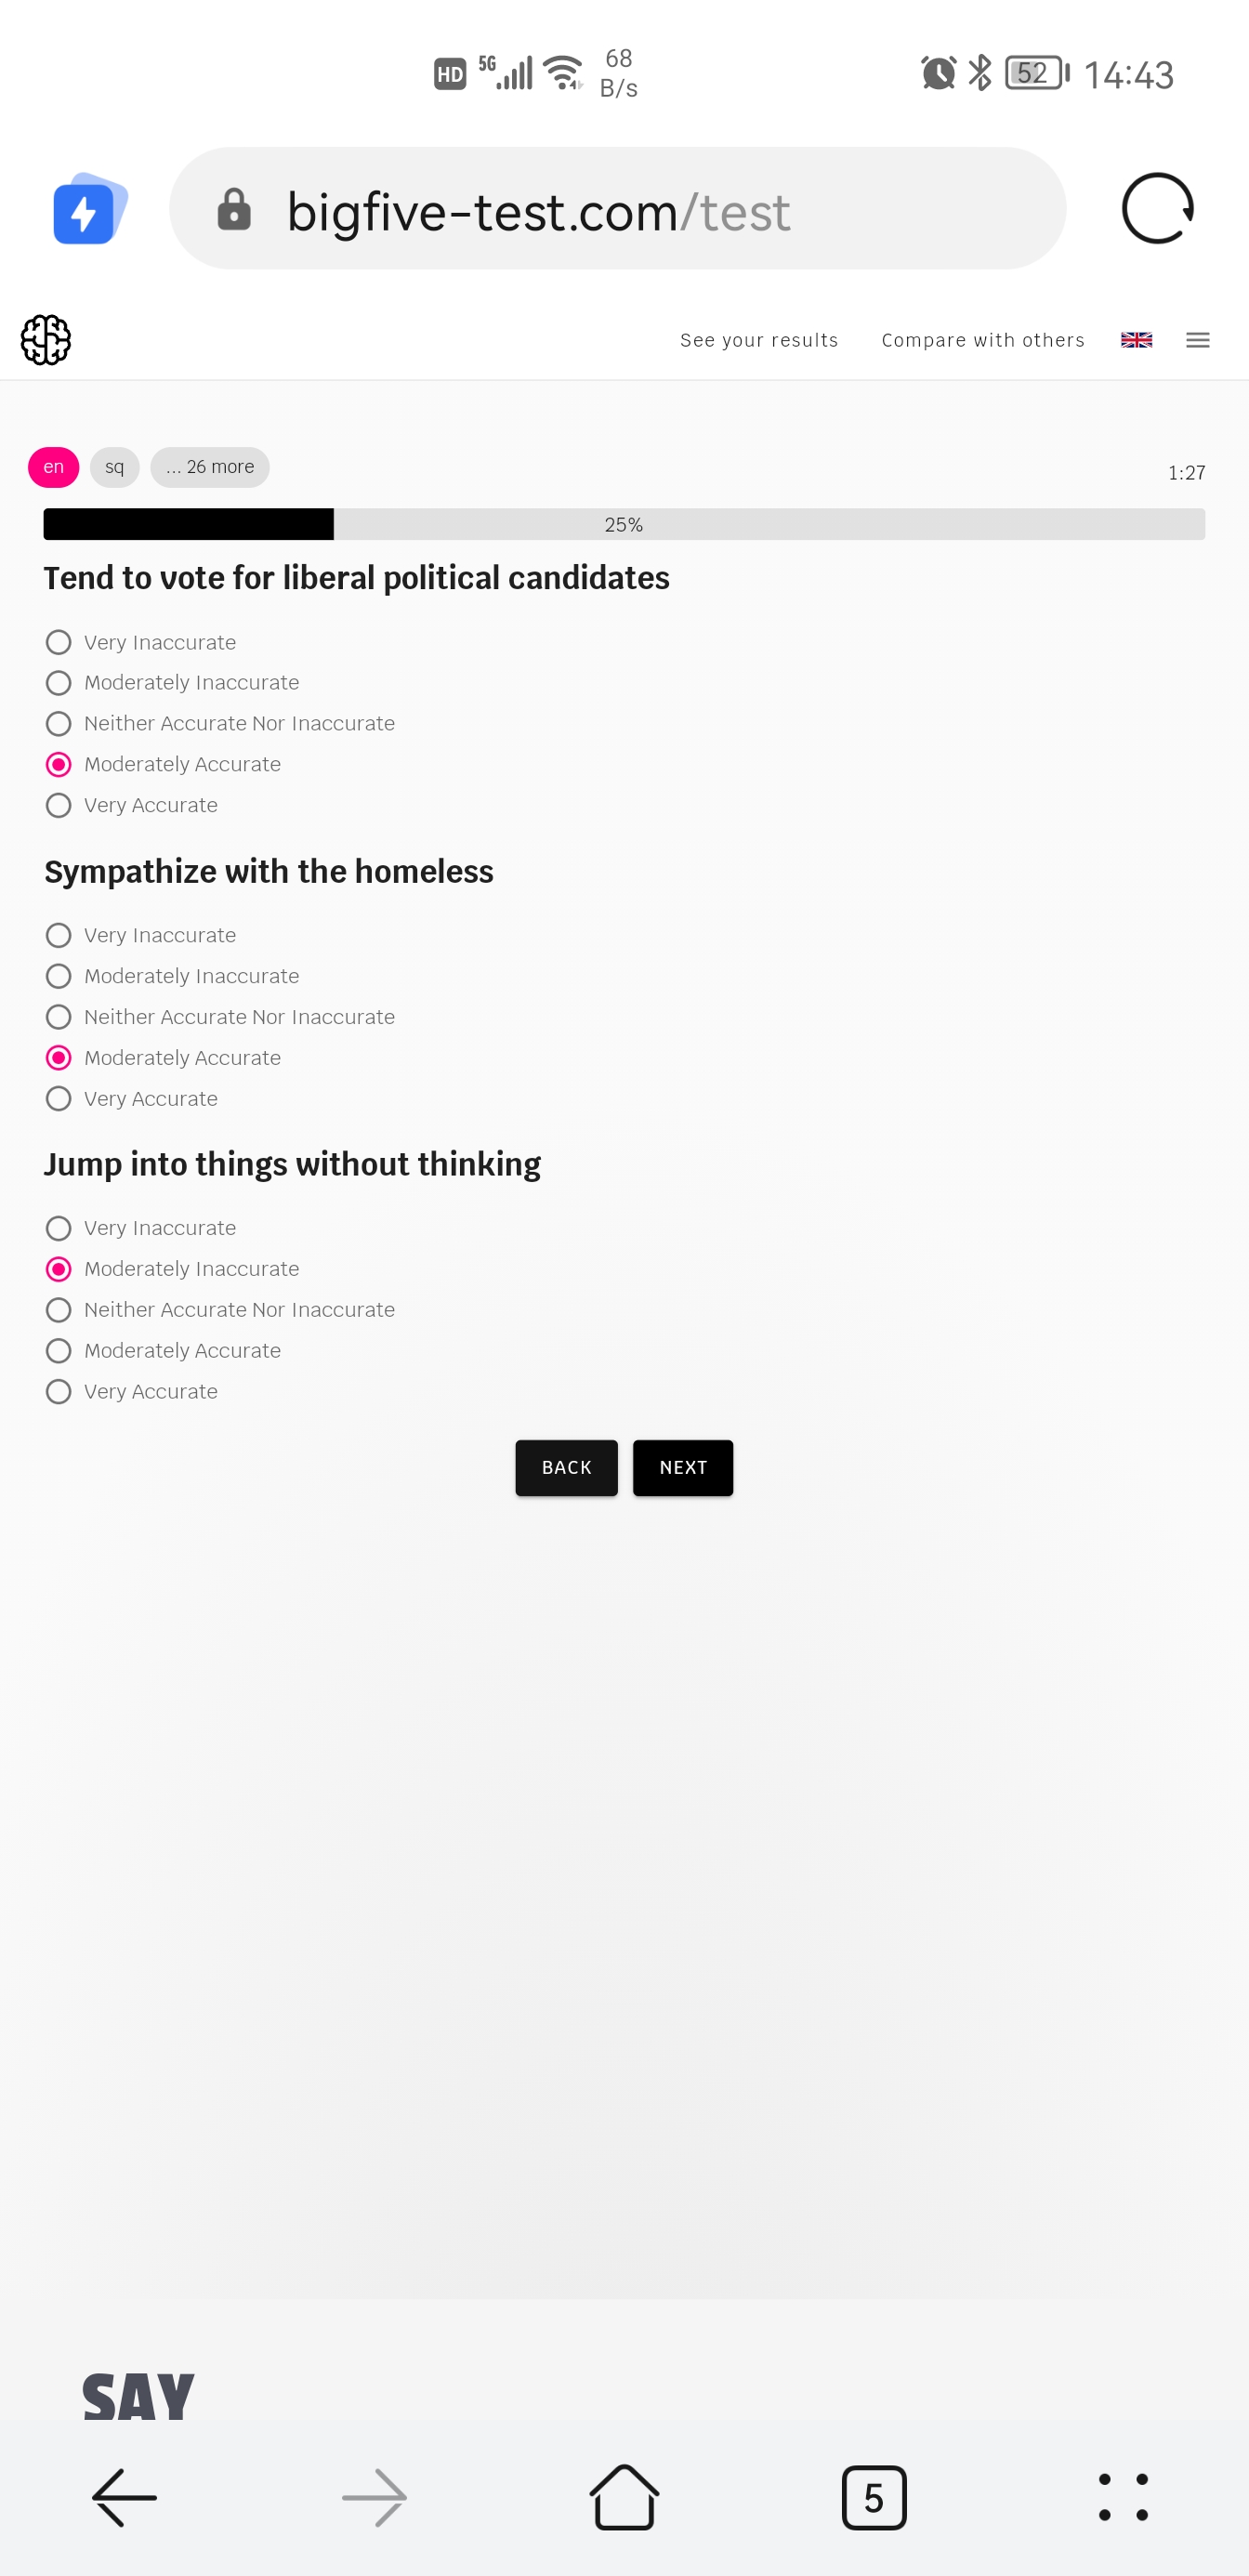 HD 5G 68 B/s 52 14:43
bigfive-test.com/test
See your results Compare with others
en sq ... 26 more 1:27
25%
Tend to vote for liberal political candidates
Very Inaccurate
Moderately Inaccurate
Neither Accurate Nor Inaccurate
Moderately Accurate
Very Accurate
Sympathize with the homeless
Very Inaccurate
Moderately Inaccurate
Neither Accurate Nor Inaccurate
Moderately Accurate
Very Accurate
Jump into things without thinking
Very Inaccurate
Moderately Inaccurate
Neither Accurate Nor Inaccurate
Moderately Accurate
Very Accurate
BACK NEXT
SAY
5